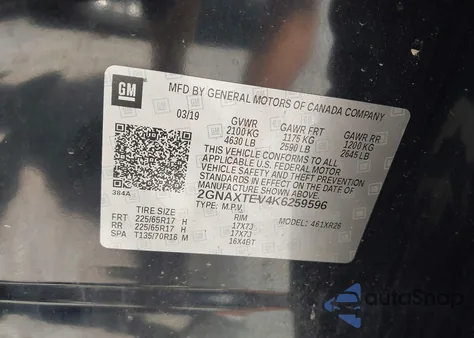 GM
MFD BY GENERAL MOTORS OF CANADA COMPANY
03/19 GVWR GAWR FRT GAWR RR
2100 KG 1175 KG 1200 KG
4630 LB 2590 LB 2645 LB
THIS VEHICLE CONFORMS TO ALL
APPLICABLE U.S. FEDERAL MOTOR
VEHICLE SAFETY, BUMPER, AND
THEFT PREVENTION STANDARDS IN
EFFECT ON THE DATE OF
MANUFACTURE SHOWN ABOVE.
384A
2GNAXTEV4K6259596
TYPE: M.P.V. MODEL: 461XR26
TIRE SIZE RIM
FRT 225/65R17 H 17X7J
RR 225/65R17 H 17X7J
SPA T135/70R16 M 16X4BT
autoSnap